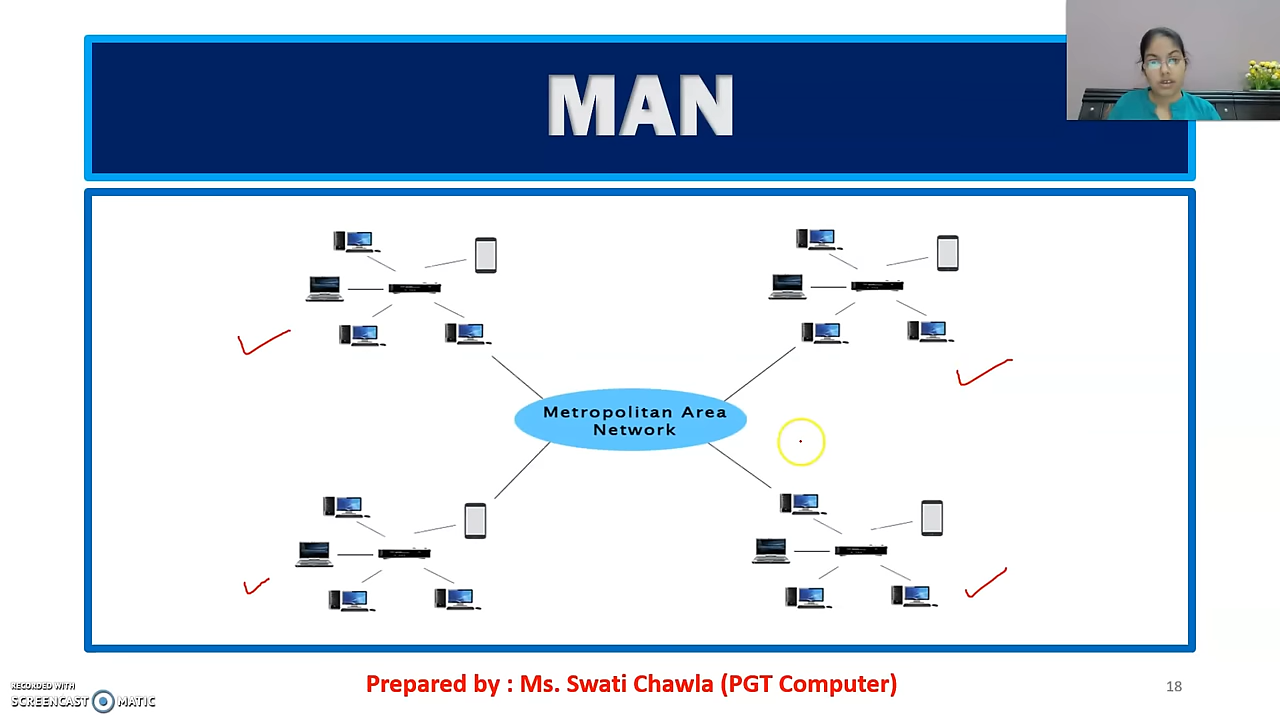 MAN
Metropolitan Area
Network
Prepared by : Ms. Swati Chawla (PGT Computer)
18
RECORDED WITH
SCREENCAST MATIC